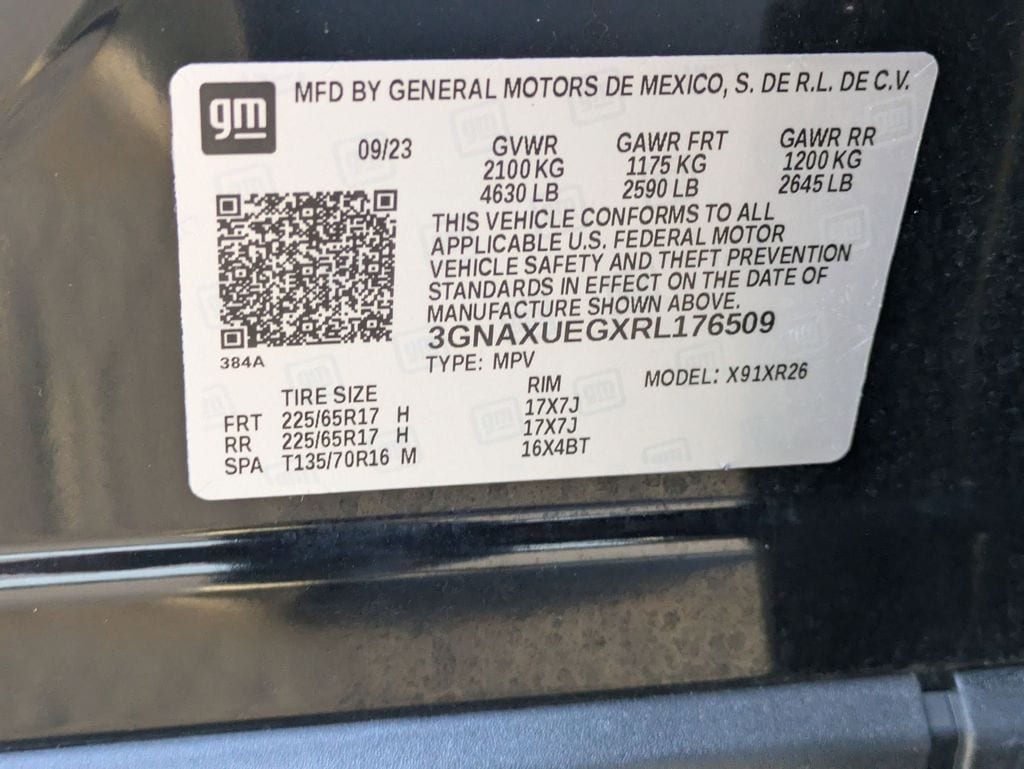 gm MFD BY GENERAL MOTORS DE MEXICO, S. DE R.L. DE C.V.
09/23 GVWR GAWR FRT GAWR RR
2100 KG 1175 KG 1200 KG
4630 LB 2590 LB 2645 LB
THIS VEHICLE CONFORMS TO ALL
APPLICABLE U.S. FEDERAL MOTOR
VEHICLE SAFETY AND THEFT PREVENTION
STANDARDS IN EFFECT ON THE DATE OF
MANUFACTURE SHOWN ABOVE.
3GNAXUEGXRL176509
384A TYPE: MPV MODEL: X91XR26
TIRE SIZE RIM
FRT 225/65R17 H 17X7J
RR 225/65R17 H 17X7J
SPA T135/70R16 M 16X4BT